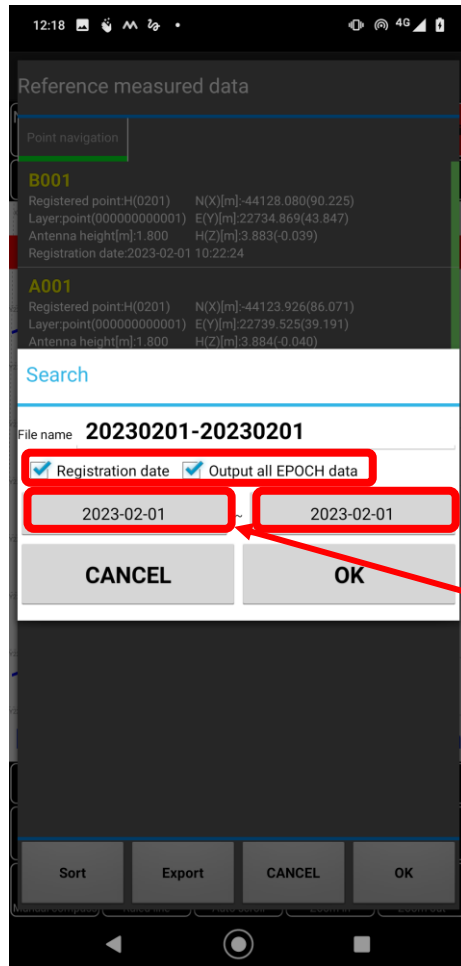 12:18 4G
Reference measured data
Point navigation
B001
Registered point:H(0201) N(X)[m]:-44128.080(90.225)
Layer:point(000000000001) E(Y)[m]:22734.869(43.847)
Antenna height[m]:1.800 H(Z)[m]:3.883(-0.039)
Registration date:2023-02-01 10:22:24
A001
Registered point:H(0201) N(X)[m]:-44123.926(86.071)
Layer:point(000000000001) E(Y)[m]:22739.525(39.191)
Antenna height[m]:1.800 H(Z)[m]:3.884(-0.040)
Search
File name 20230201-20230201
Registration date Output all EPOCH data
2023-02-01 ~ 2023-02-01
CANCEL OK
Sort Export CANCEL OK